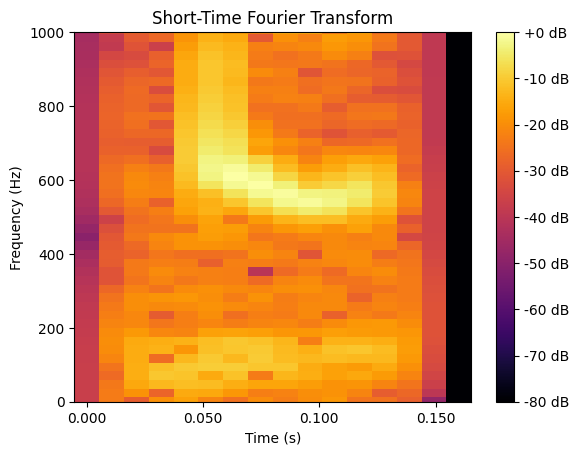 Short-Time Fourier Transform
1000
800
600
400
200
0
Frequency (Hz)
0.000
0.050
0.100
0.150
Time (s)
+0 dB
-10 dB
-20 dB
-30 dB
-40 dB
-50 dB
-60 dB
-70 dB
-80 dB